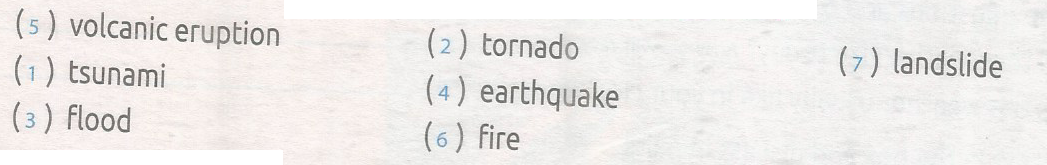 (5) volcanic eruption
(1) tsunami
(3) flood
(2) tornado
(4) earthquake
(6) fire
(7) landslide